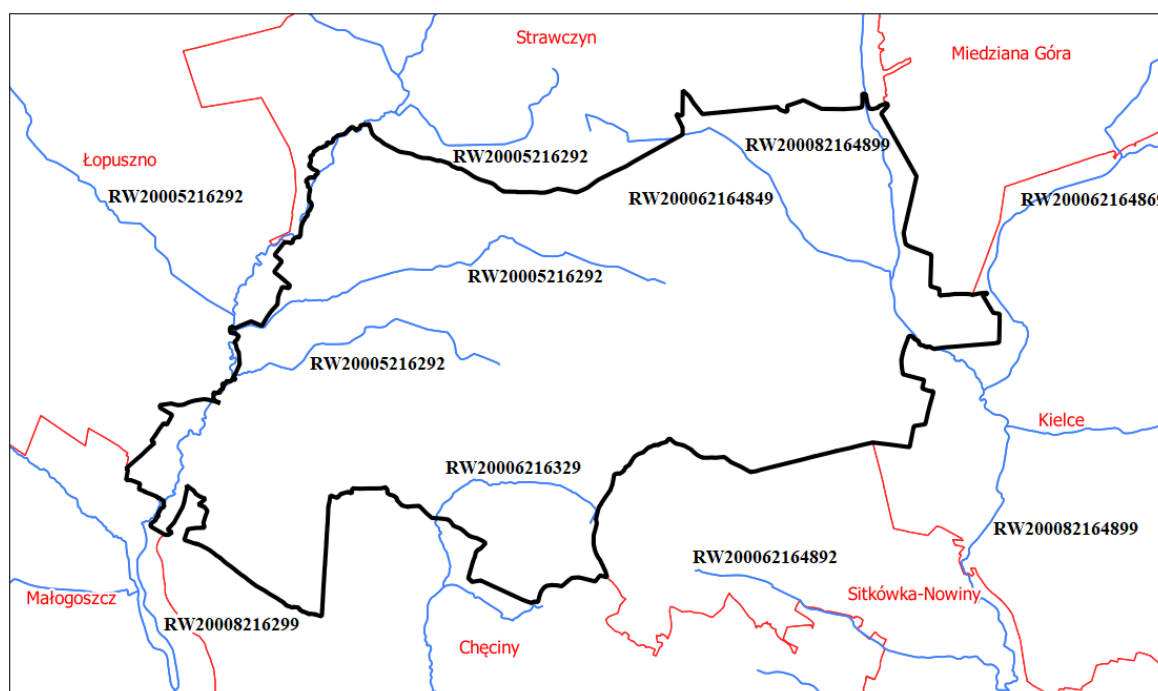 Strawczyn
Miedziana Góra
RW200082164899
Łopuszno
RW20005216292
RW20005216292
RW200062164849
RW20006216486
RW20005216292
RW20005216292
Kielce
RW20006216329
RW200082164899
RW200062164892
Małogoszcz
Sitkówka-Nowiny
RW20008216299
Chęciny